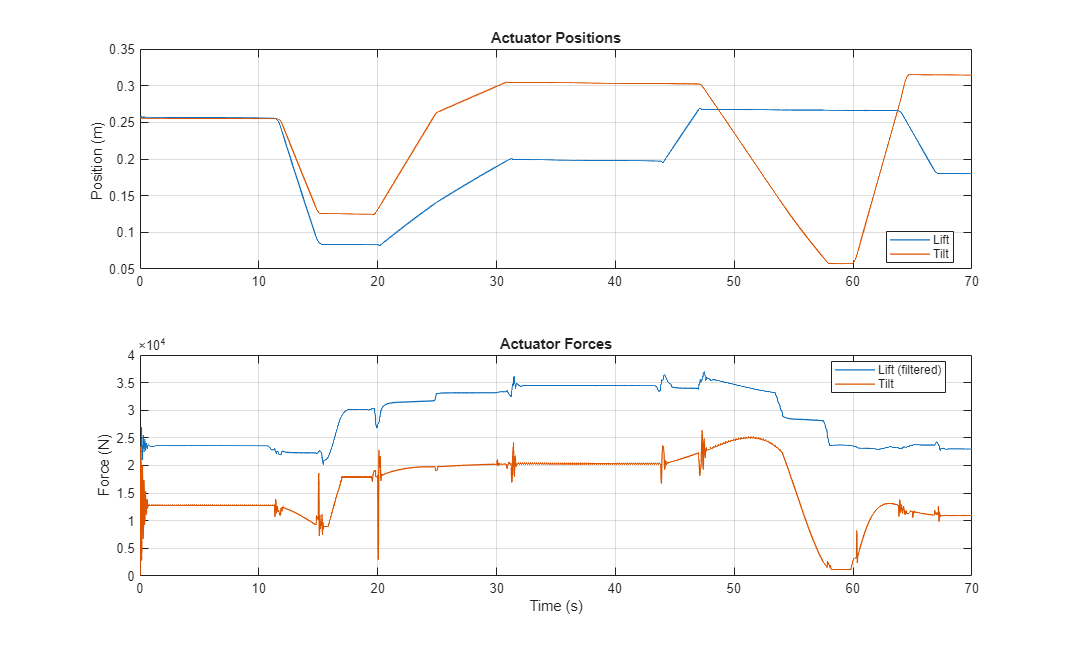 Actuator Positions
0.35
0.3
0.25
0.2
0.15
0.1
0.05
Position (m)
0 10 20 30 40 50 60 70
Lift
Tilt
Actuator Forces
×10⁴
4
3.5
3
2.5
2
1.5
1
0.5
0
Force (N)
0 10 20 30 40 50 60 70
Time (s)
Lift (filtered)
Tilt